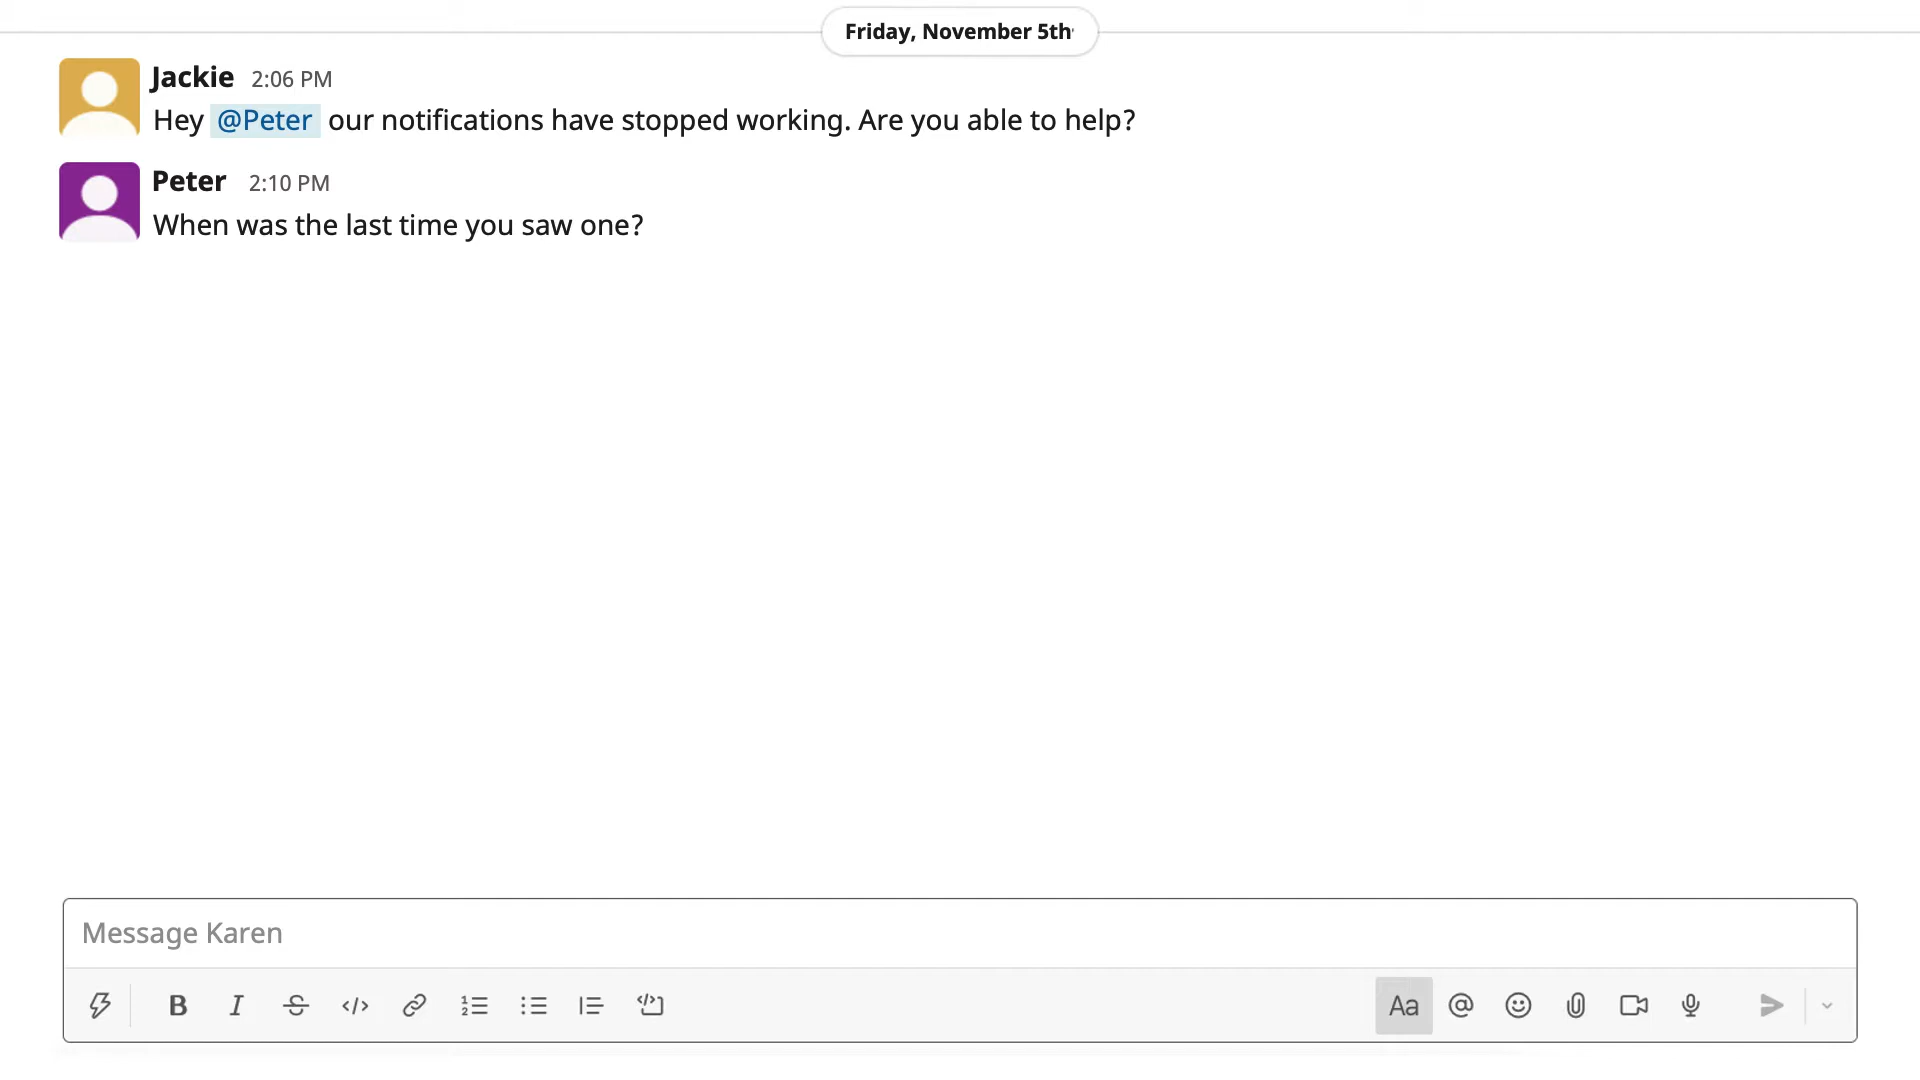 Friday, November 5th
Jackie 2:06 PM
Hey @Peter our notifications have stopped working. Are you able to help?
Peter 2:10 PM
When was the last time you saw one?
Message Karen
B I S </> Aa @